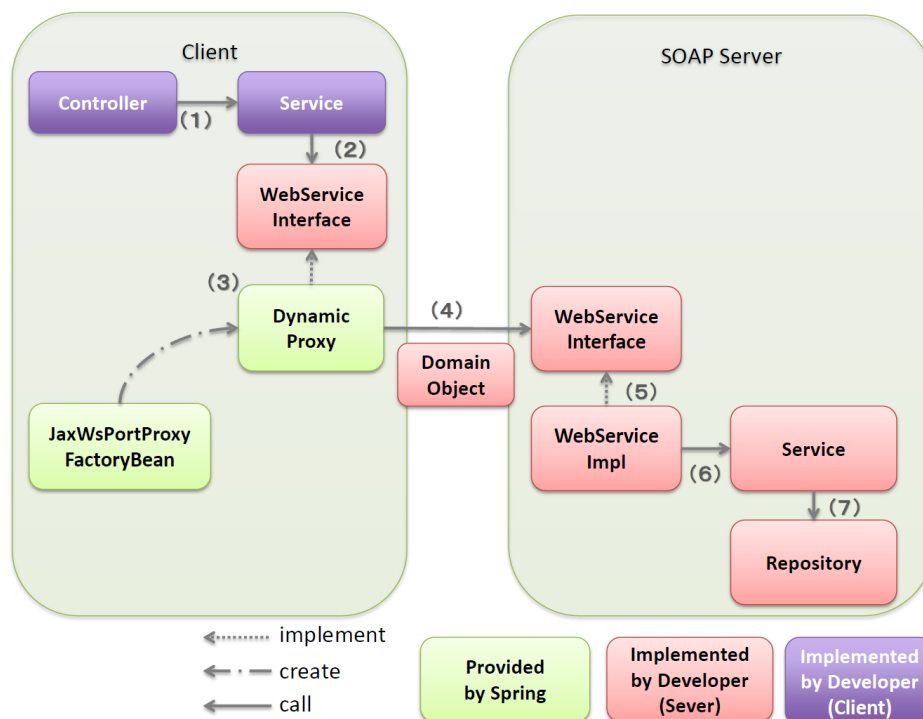 Client
SOAP Server
Controller
(1)
Service
(2)
WebService
Interface
(3)
Dynamic
Proxy
(4)
WebService
Interface
Domain
Object
(5)
JaxWsPortProxy
FactoryBean
WebService
Impl
(6)
Service
(7)
Repository
implement
create
call
Provided
by Spring
Implemented
by Developer
(Sever)
Implemented
by Developer
(Client)